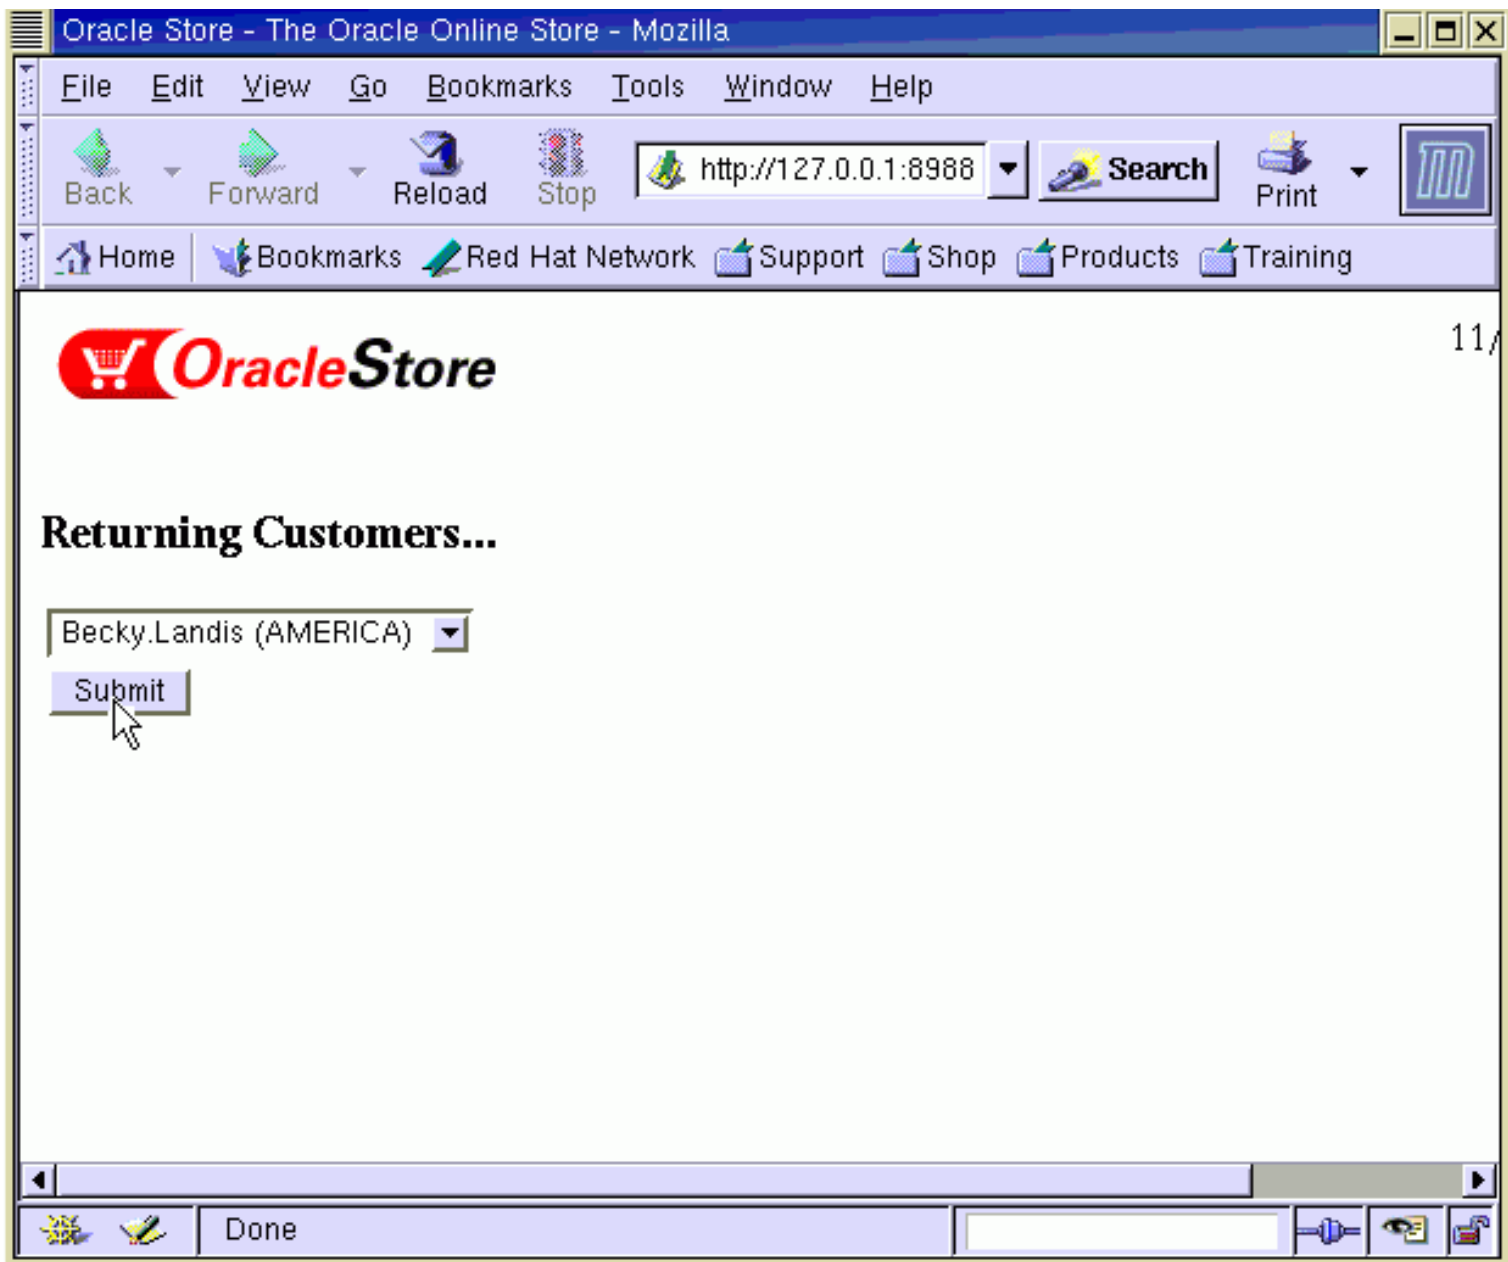 Oracle Store - The Oracle Online Store - Mozilla
File Edit View Go Bookmarks Tools Window Help
Back Forward Reload Stop http://127.0.0.1:8988 Search Print
Home Bookmarks Red Hat Network Support Shop Products Training
OracleStore 11/
Returning Customers...
Becky.Landis (AMERICA)
Submit
Done